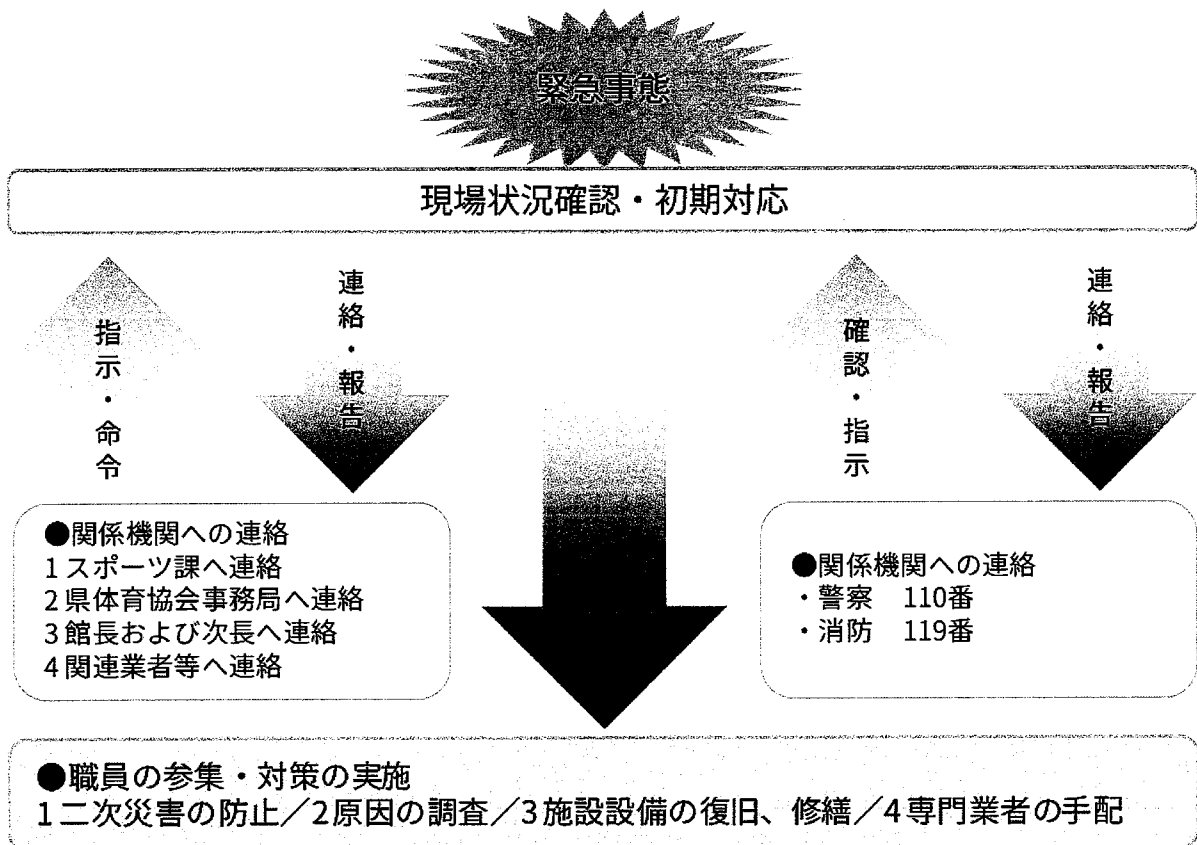 緊急事態
現場状況確認・初期対応
指示・命令
連絡・報告
確認・指示
連絡・報告
●関係機関への連絡
1スポーツ課へ連絡
2県体育協会事務局へ連絡
3館長および次長へ連絡
4関連業者等へ連絡
●関係機関への連絡
・警察　110番
・消防　119番
●職員の参集・対策の実施
1二次災害の防止／2原因の調査／3施設設備の復旧、修繕／4専門業者の手配